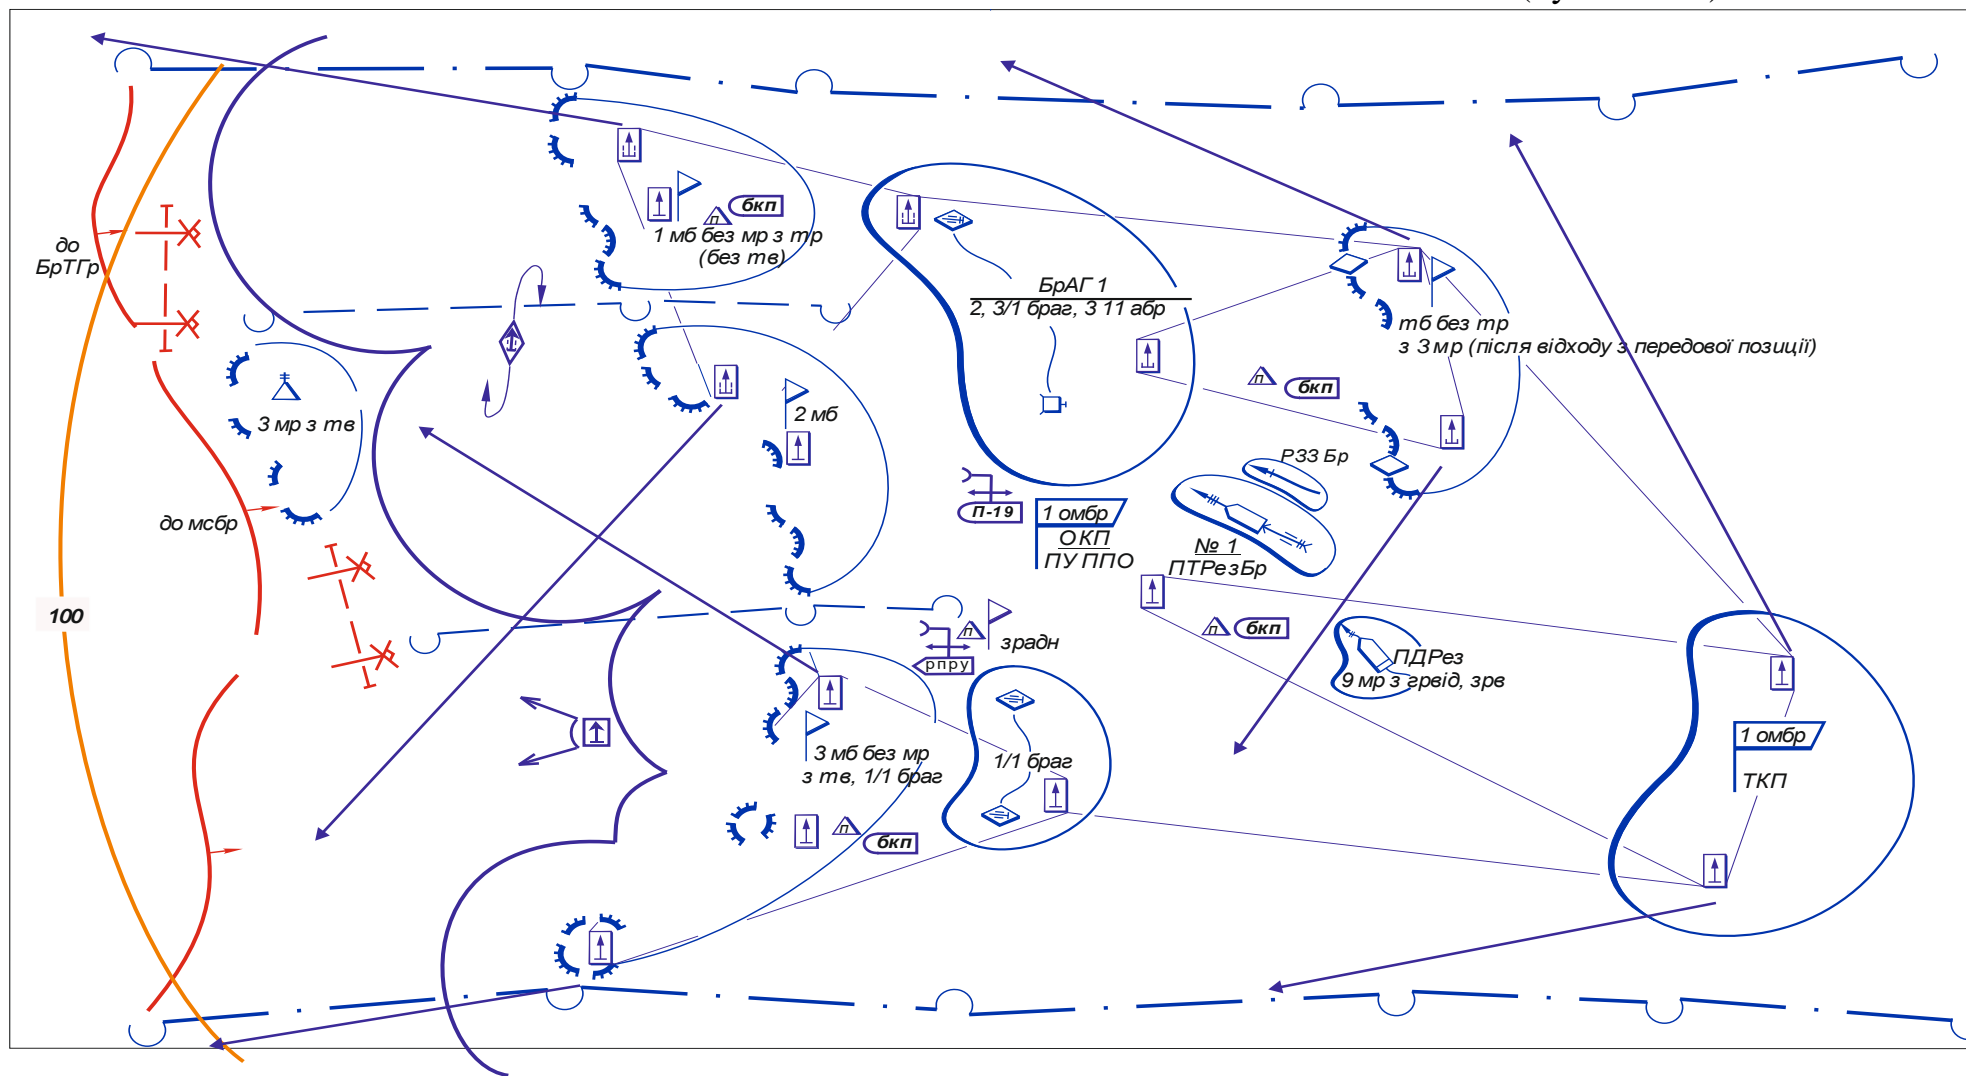 до
БрТГр
бкп
1 мб без мр з тр
(без тв)
п
БрАГ 1
2, 3/1 браг, 3 11 абр
тб без тр
з 3 мр (після відходу з передової позиції)
п
бкп
3 мр з тв
2 мб
до мсбр
П-19
1 омбр
ОКП
ПУ ППО
РЗЗ Бр
№ 1
ПТРезБр
100
п
зрадн
рпру
п
бкп
ПДРез
9 мр з грвід, зрв
3 мб без мр
з тв, 1/1 браг
1/1 браг
1 омбр
ТКП
п
бкп